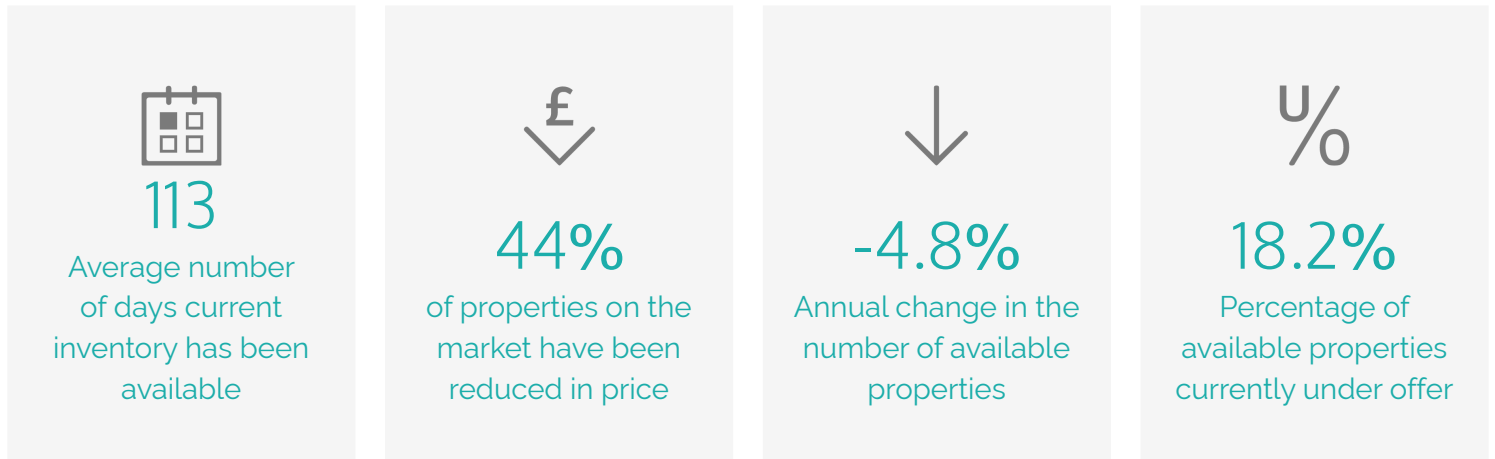 113
Average number
of days current
inventory has been
available
£
44%
of properties on the
market have been
reduced in price
-4.8%
Annual change in the
number of available
properties
U%
18.2%
Percentage of
available properties
currently under offer